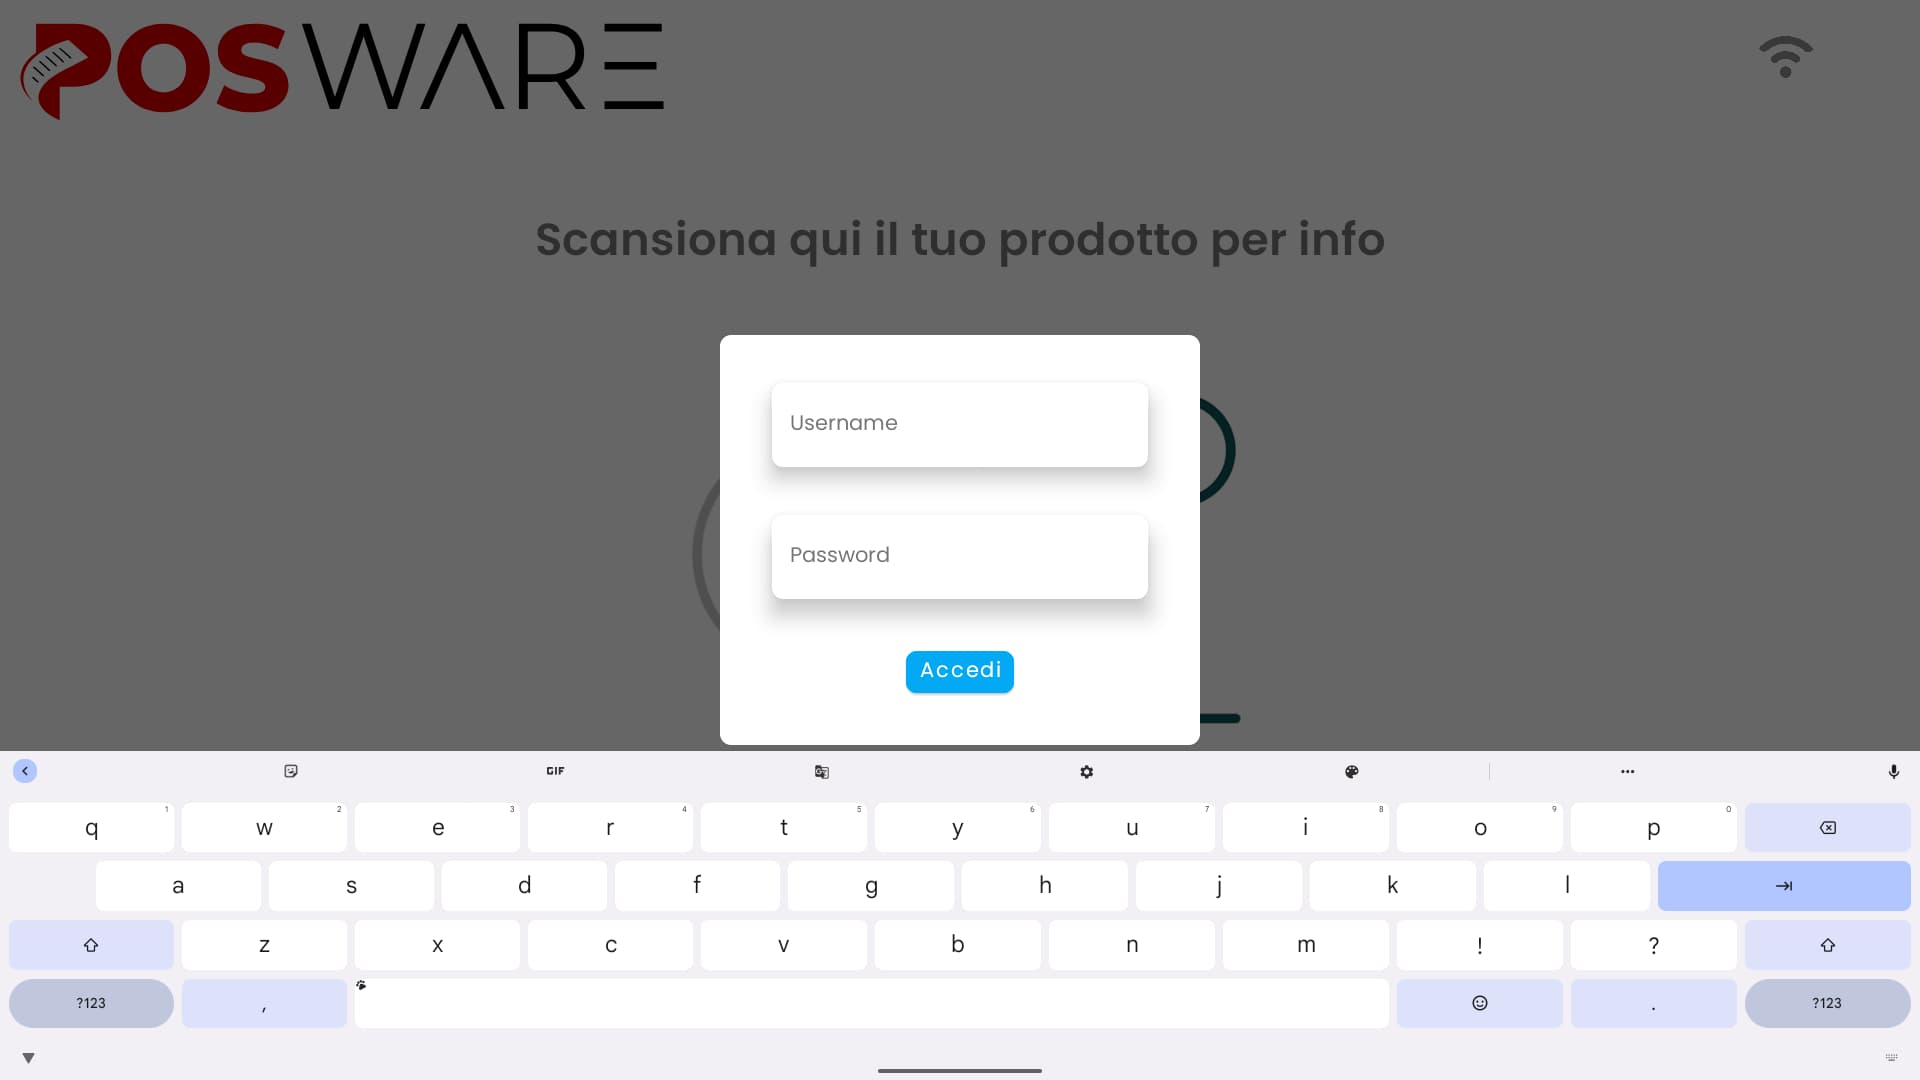 POSWARE
Scansiona qui il tuo prodotto per info
Username
Password
Accedi
GIF
q 1 w 2 e 3 r 4 t 5 y 6 u 7 i 8 o 9 p 0
a s d f g h j k l
z x c v b n m ! ?
?123 , . ?123